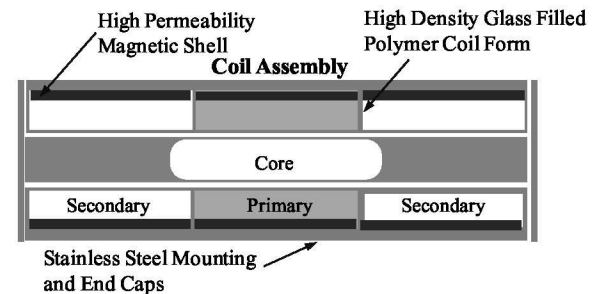 High Permeability
Magnetic Shell
High Density Glass Filled
Polymer Coil Form
Coil Assembly
Core
Secondary
Primary
Secondary
Stainless Steel Mounting
and End Caps